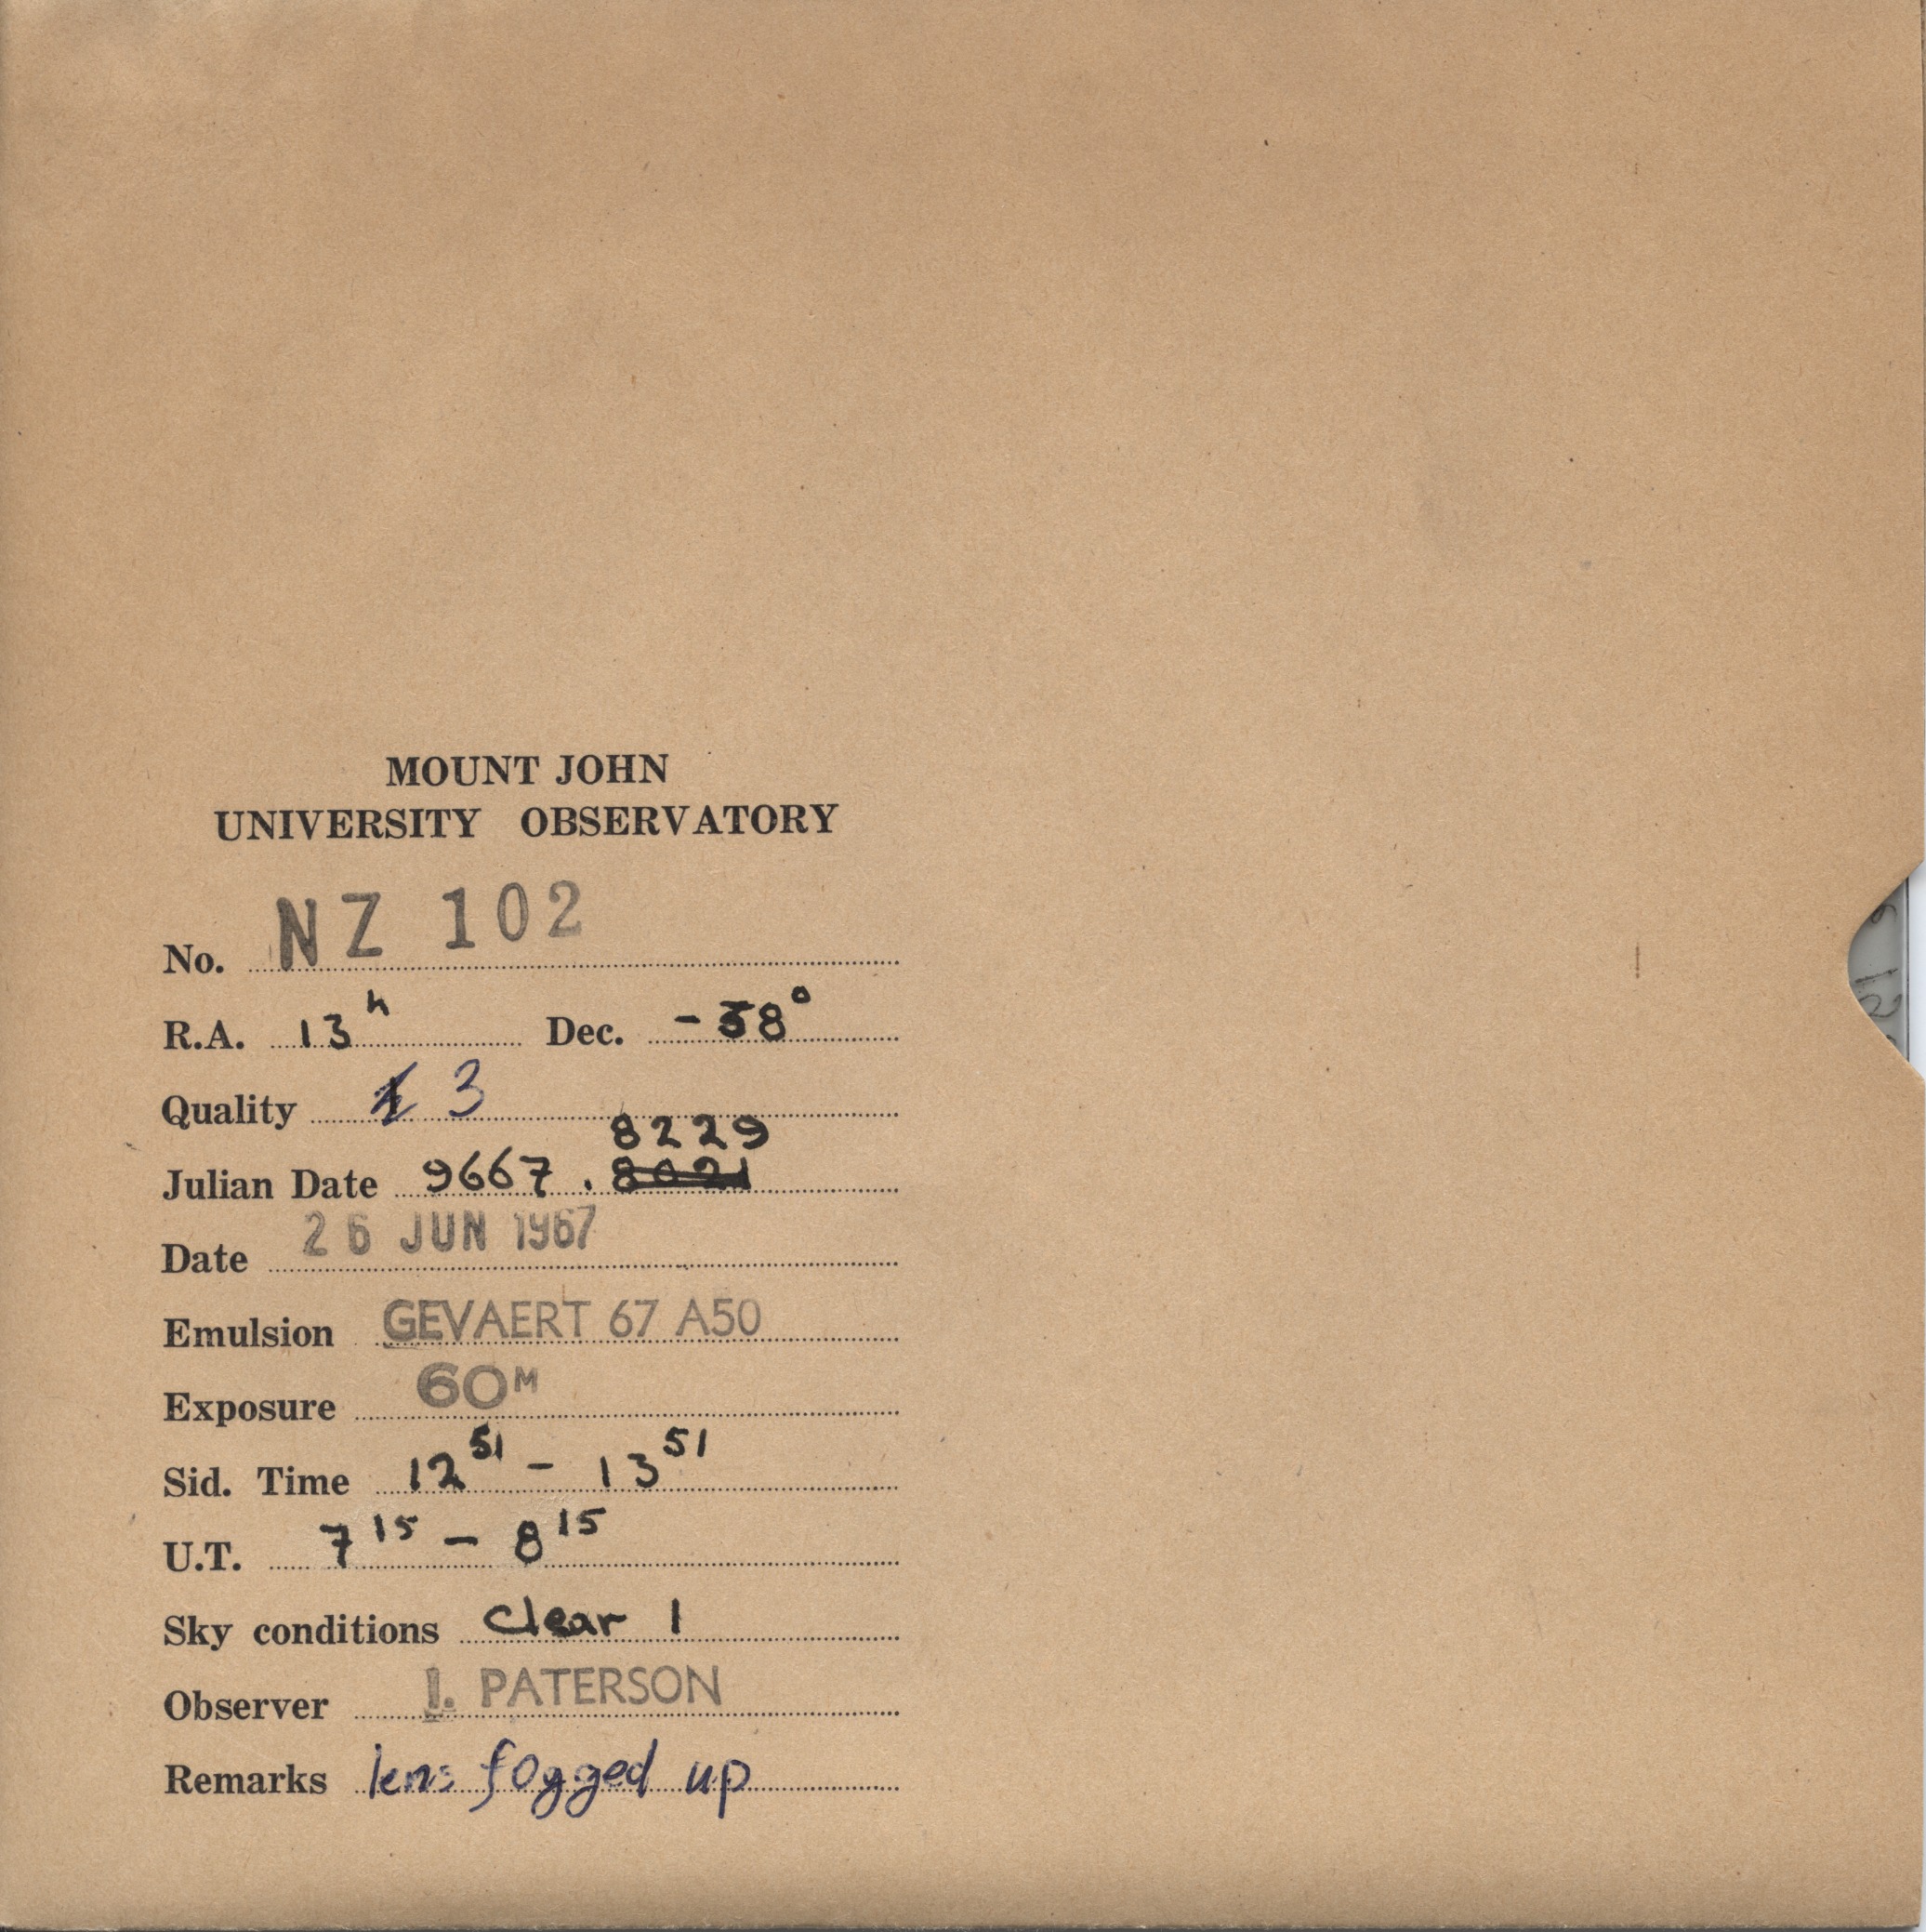 MOUNT JOHN
UNIVERSITY OBSERVATORY
No. NZ 102
R.A. 13h Dec. -38°
Quality 3
8229
Julian Date 9667.8021
Date 26 JUN 1967
Emulsion GEVAERT 67 A50
Exposure 60M
Sid. Time 12 51 - 13 51
U.T. 7 15 - 8 15
Sky conditions clear 1
Observer I. PATERSON
Remarks lens fogged up